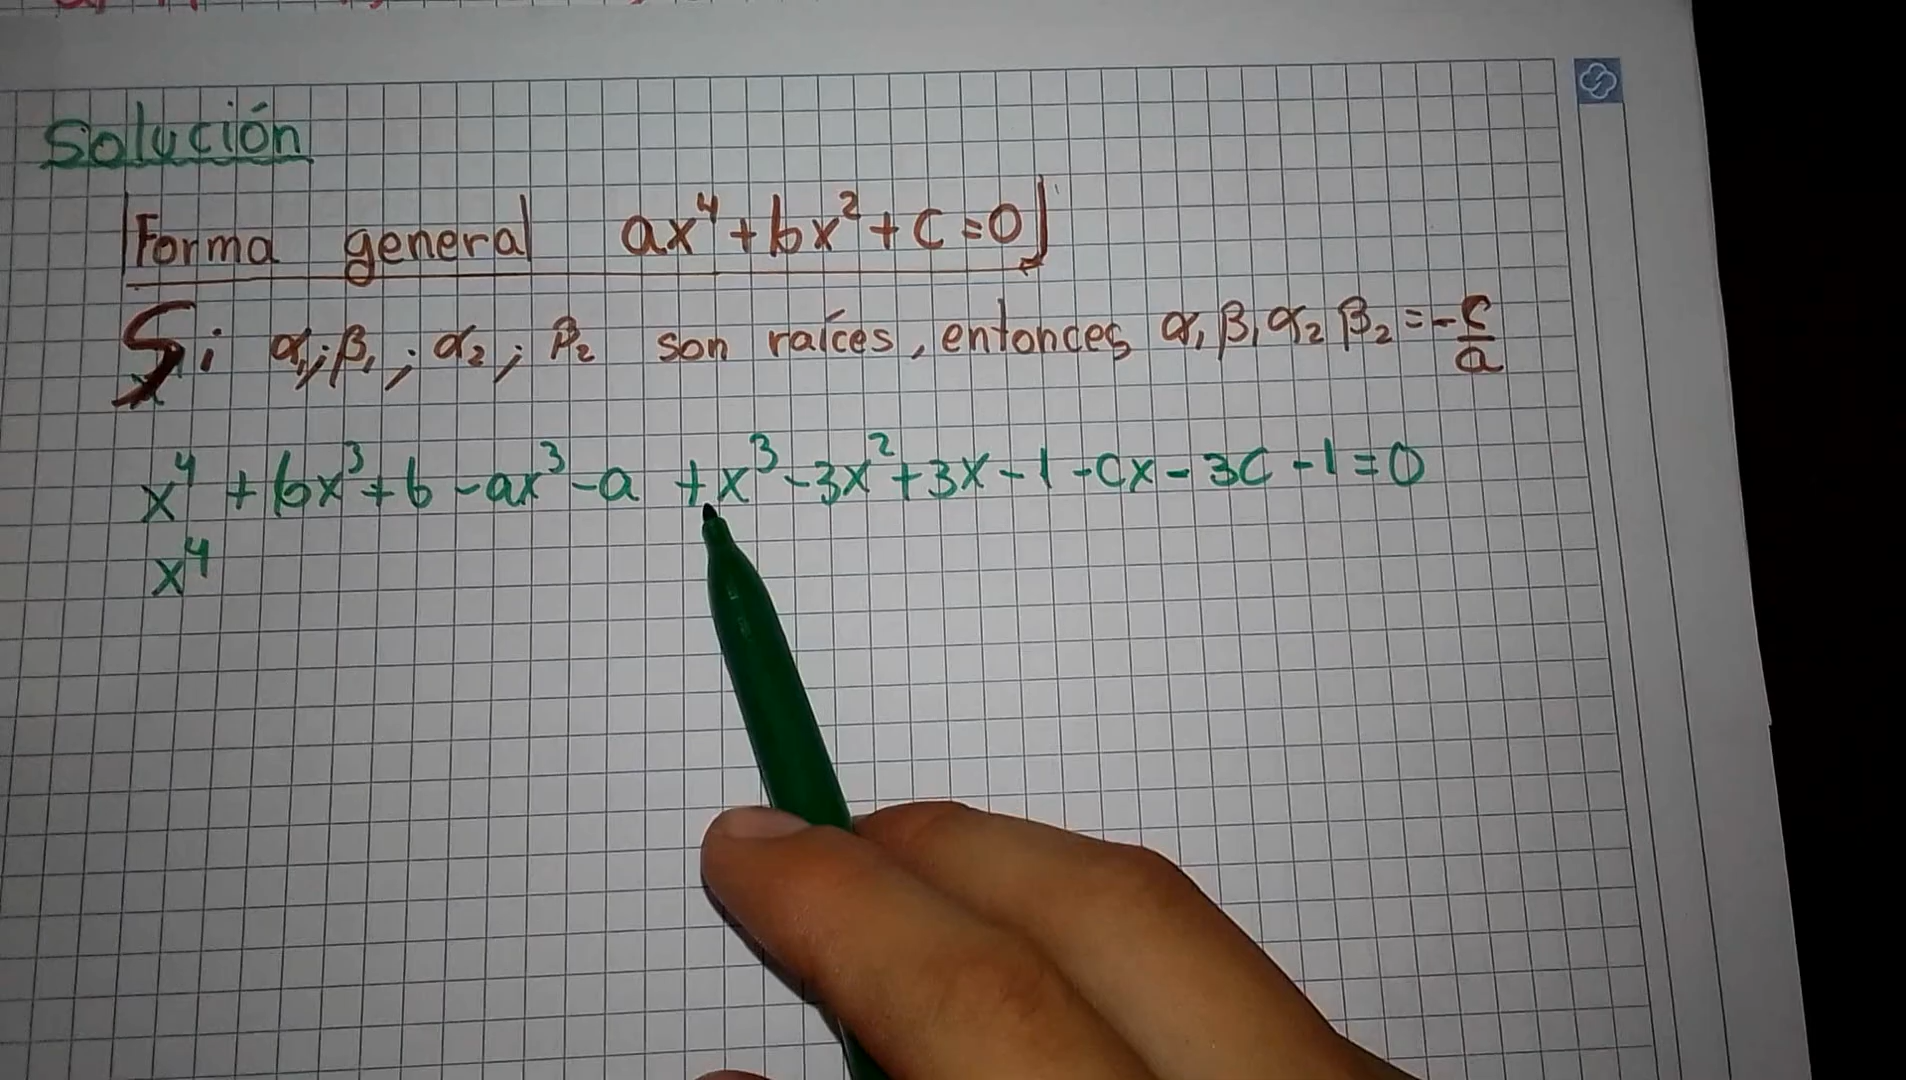 Solución
Forma general ax⁴+bx²+c=0
Si α₁; β₁; α₂; β₂ son raíces, entonces α₁β₁α₂β₂=-c/a
x⁴+bx³+b-ax³-a+x³-3x²+3x-1-cx-3c-1=0
x⁴